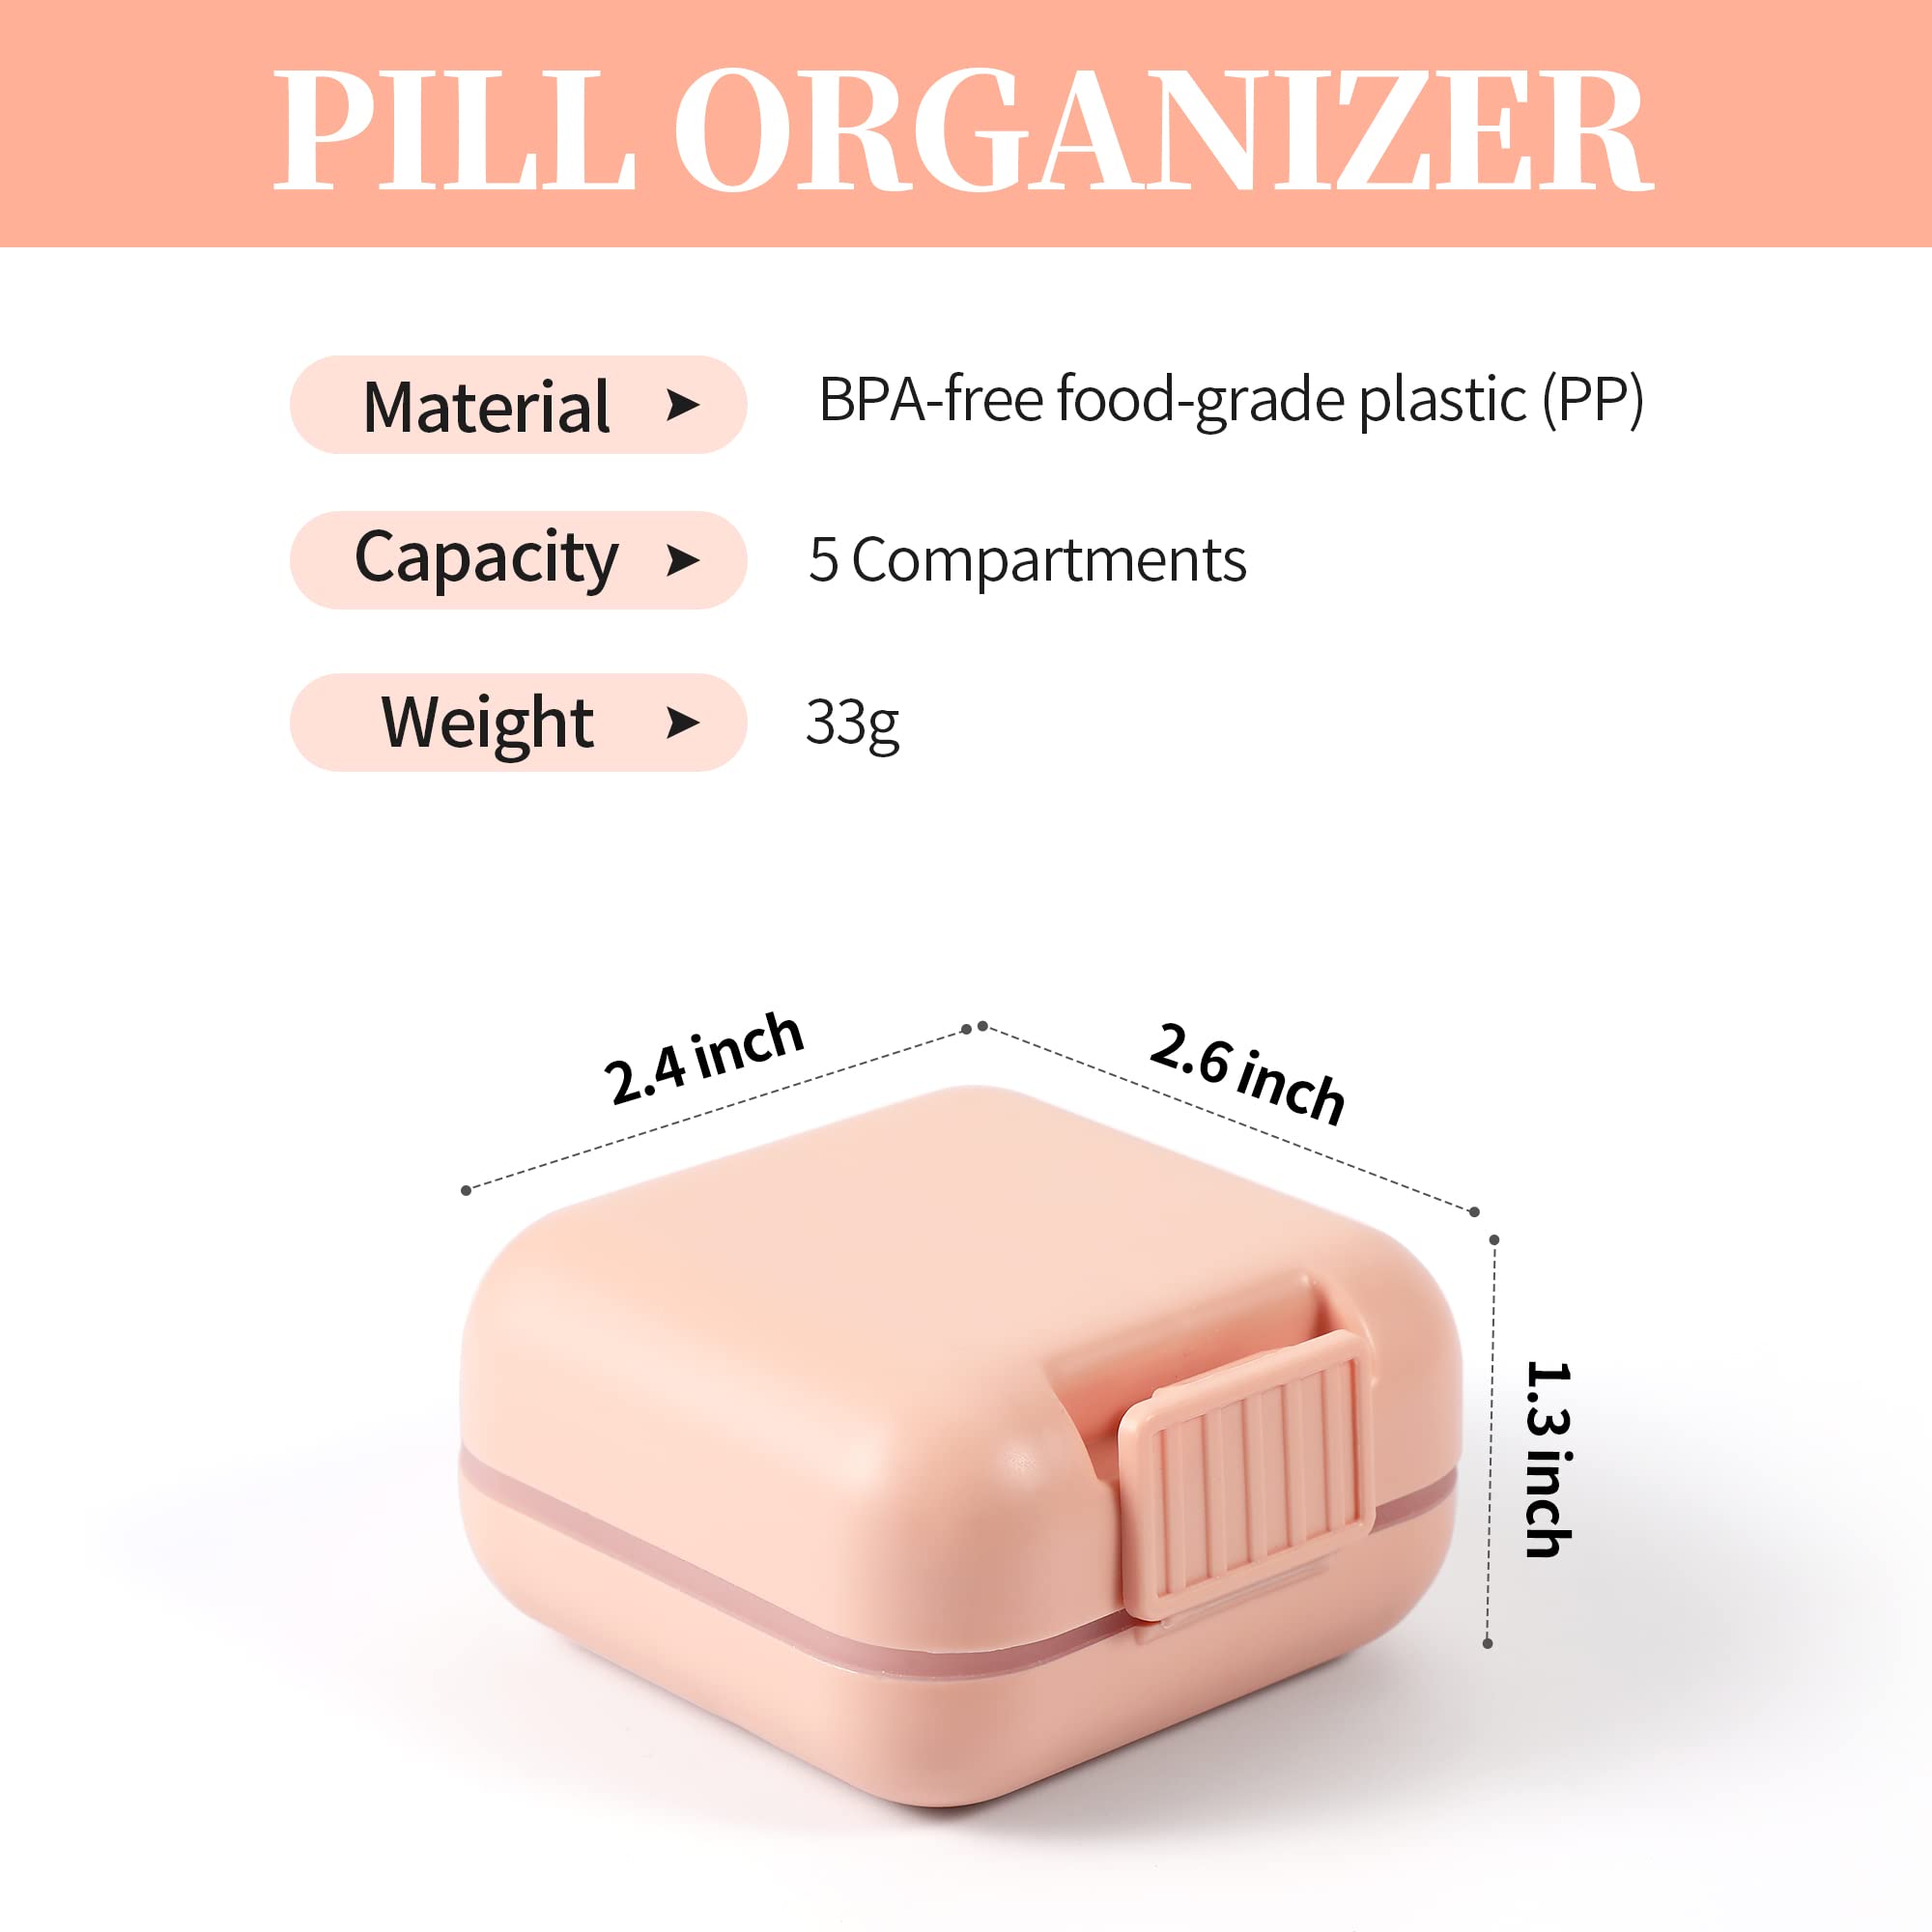 PILL ORGANIZER
Material ➤ BPA-free food-grade plastic (PP)
Capacity ➤ 5 Compartments
Weight ➤ 33g
2.4 inch
2.6 inch
1.3 inch